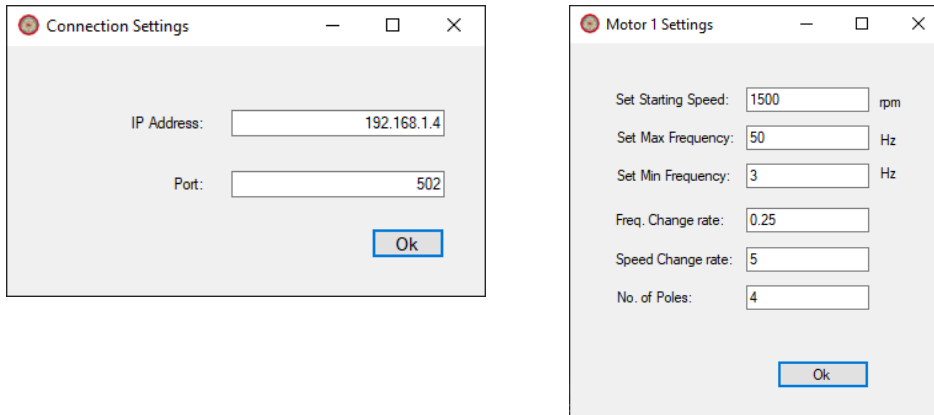 Connection Settings
IP Address: 192.168.1.4
Port: 502
Ok
Motor 1 Settings
Set Starting Speed: 1500 rpm
Set Max Frequency: 50 Hz
Set Min Frequency: 3 Hz
Freq. Change rate: 0.25
Speed Change rate: 5
No. of Poles: 4
Ok